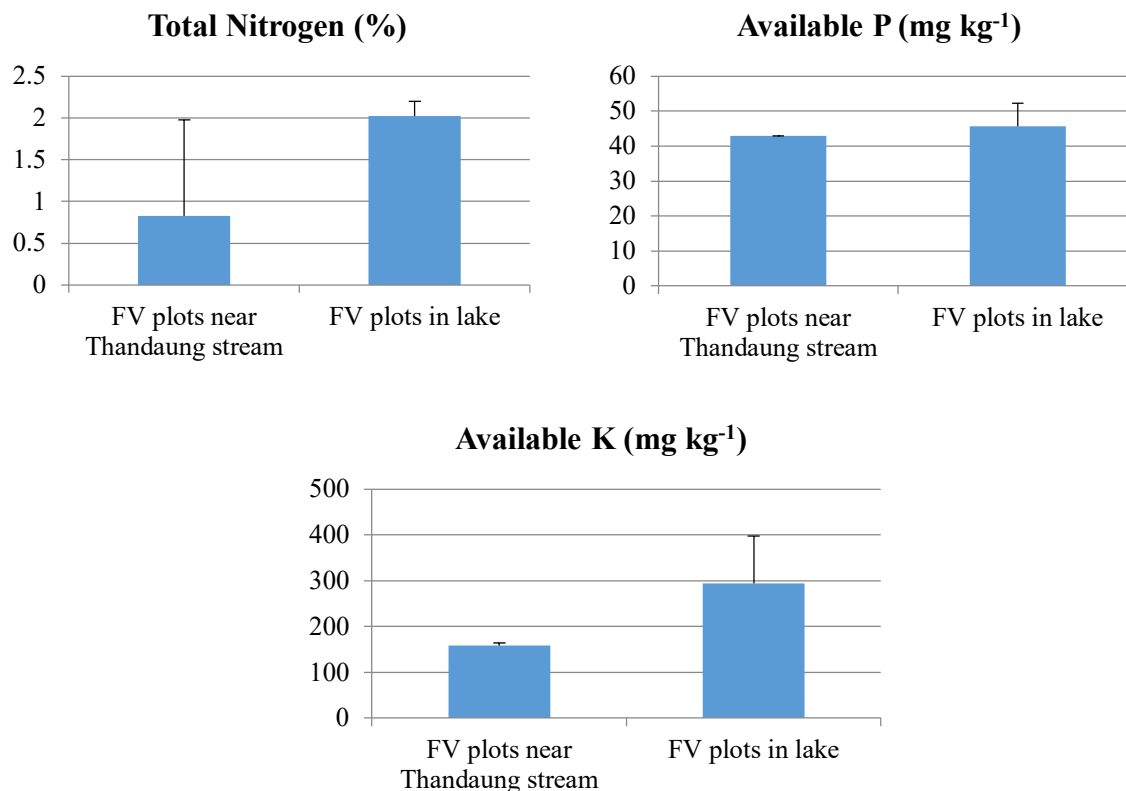 Total Nitrogen (%)
2.5
2
1.5
1
0.5
0
FV plots near
Thandaung stream
FV plots in lake
Available P (mg kg-1)
60
50
40
30
20
10
0
FV plots near
Thandaung stream
FV plots in lake
Available K (mg kg-1)
500
400
300
200
100
0
FV plots near
Thandaung stream
FV plots in lake